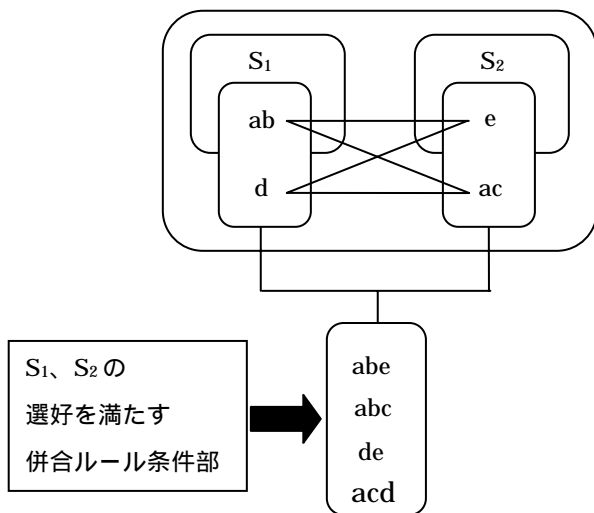 S₁ S₂
ab e
d ac
abe
abc
de
acd
S₁、S₂の
選好を満たす
併合ルール条件部